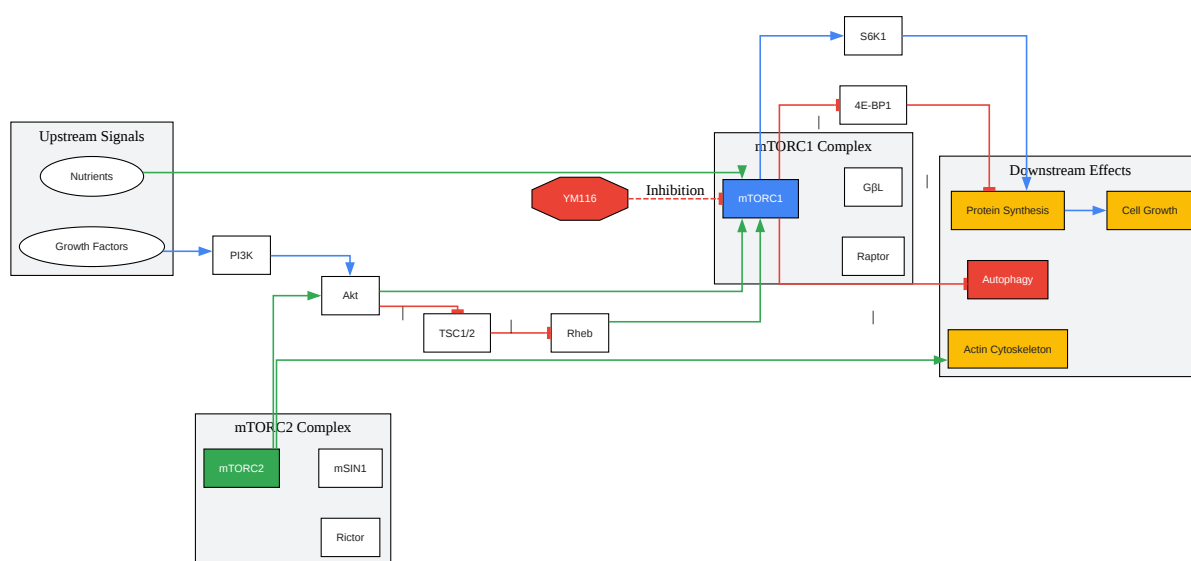 S6K1
4E-BP1
Upstream Signals
mTORC1 Complex
Downstream Effects
Nutrients
GβL
YM116
Inhibition
mTORC1
Protein Synthesis
Cell Growth
Growth Factors
PI3K
Raptor
Autophagy
Akt
TSC1/2
Rheb
Actin Cytoskeleton
mTORC2 Complex
mTORC2
mSIN1
Rictor